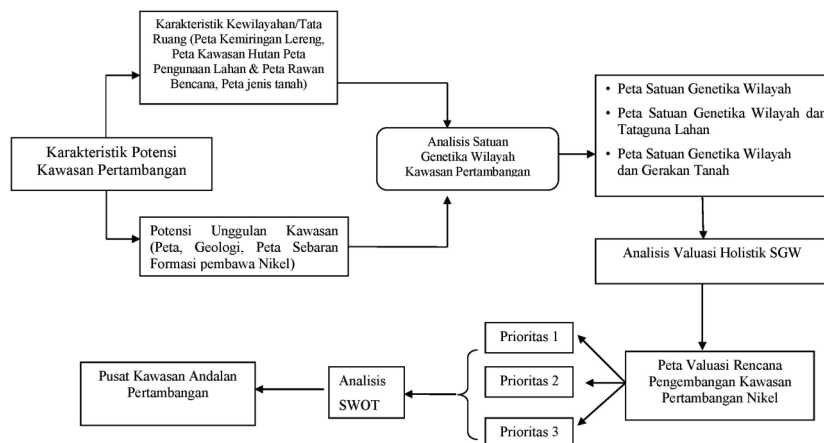 Karakteristik Kewilayahan/Tata
Ruang (Peta Kemiringan Lereng,
Peta Kawasan Hutan Peta
Pengunaan Lahan & Peta Rawan
Bencana, Peta jenis tanah)
Karakteristik Potensi
Kawasan Pertambangan
Potensi Unggulan Kawasan
(Peta, Geologi, Peta Sebaran
Formasi pembawa Nikel)
Analisis Satuan
Genetika Wilayah
Kawasan Pertambangan
• Peta Satuan Genetika Wilayah
• Peta Satuan Genetika Wilayah dan
Tataguna Lahan
• Peta Satuan Genetika Wilayah
dan Gerakan Tanah
Analisis Valuasi Holistik SGW
Peta Valuasi Rencana
Pengembangan Kawasan
Pertambangan Nikel
Prioritas 1
Prioritas 2
Prioritas 3
Analisis
SWOT
Pusat Kawasan Andalan
Pertambangan